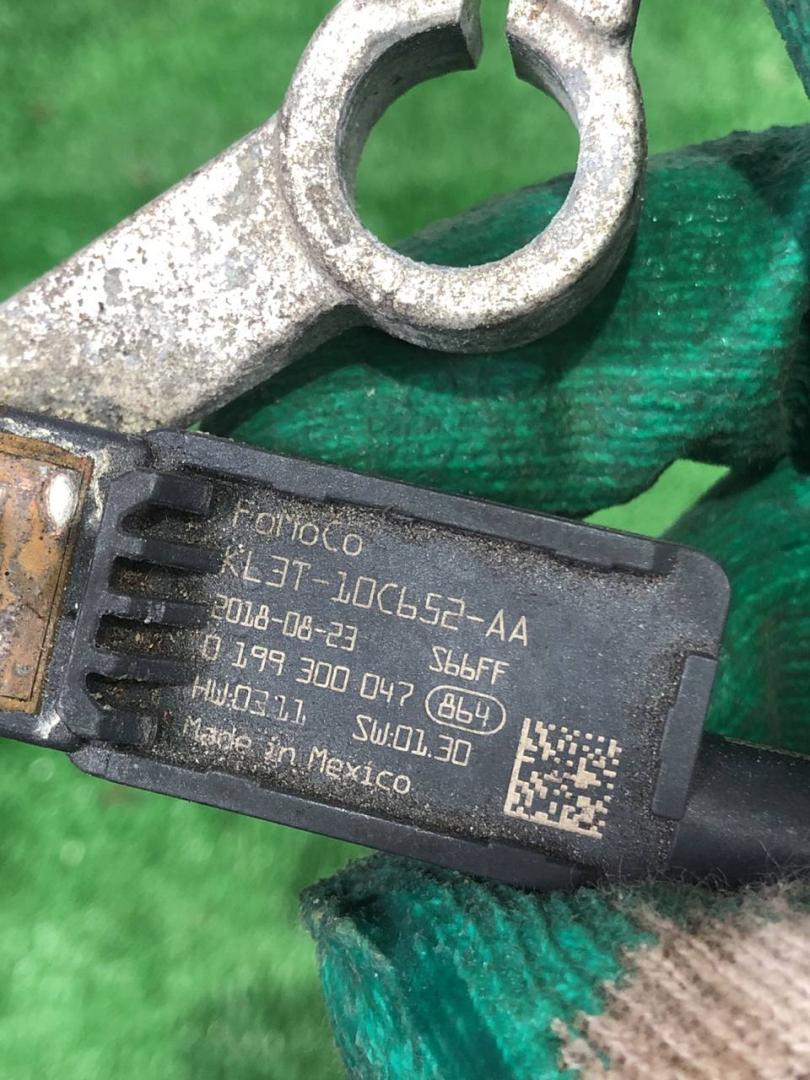 FoMoCo
KL3T-10C652-AA
2018-08-23 S66FF
0 199 300 047 864
HW:03.11 SW:01.30
Made in Mexico